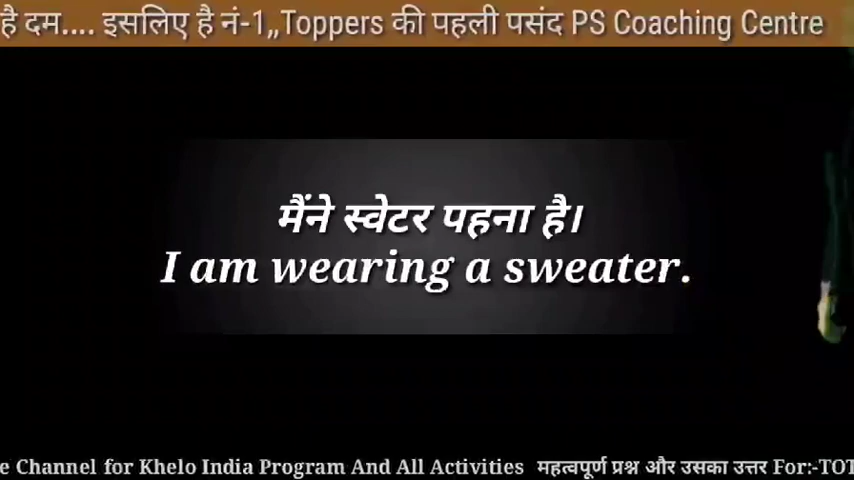 है दम.... इसलिए है नं-1,,Toppers की पहली पसंद PS Coaching Centre
मैंने स्वेटर पहना है।
I am wearing a sweater.
e Channel for Khelo India Program And All Activities महत्वपूर्ण प्रश्न और उसका उत्तर For:-TOT